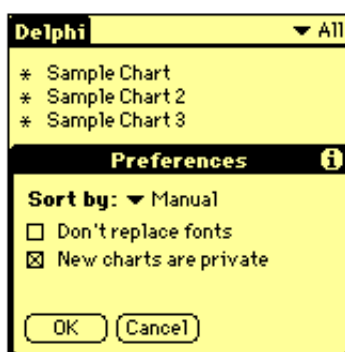 Delphi All
* Sample Chart
* Sample Chart 2
* Sample Chart 3
Preferences i
Sort by: Manual
Don't replace fonts
New charts are private
OK Cancel